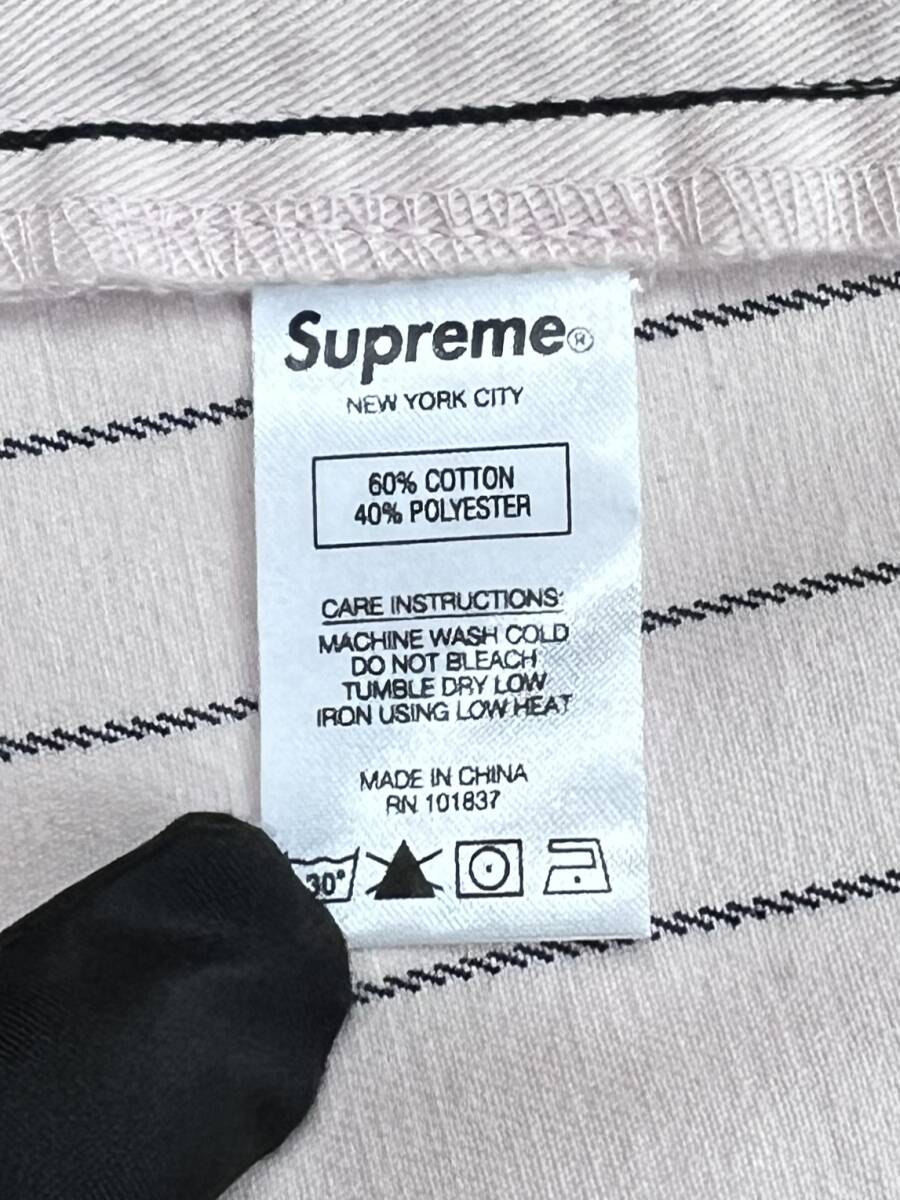 Supreme®
NEW YORK CITY
60% COTTON
40% POLYESTER
CARE INSTRUCTIONS:
MACHINE WASH COLD
DO NOT BLEACH
TUMBLE DRY LOW
IRON USING LOW HEAT
MADE IN CHINA
RN 101837
30°